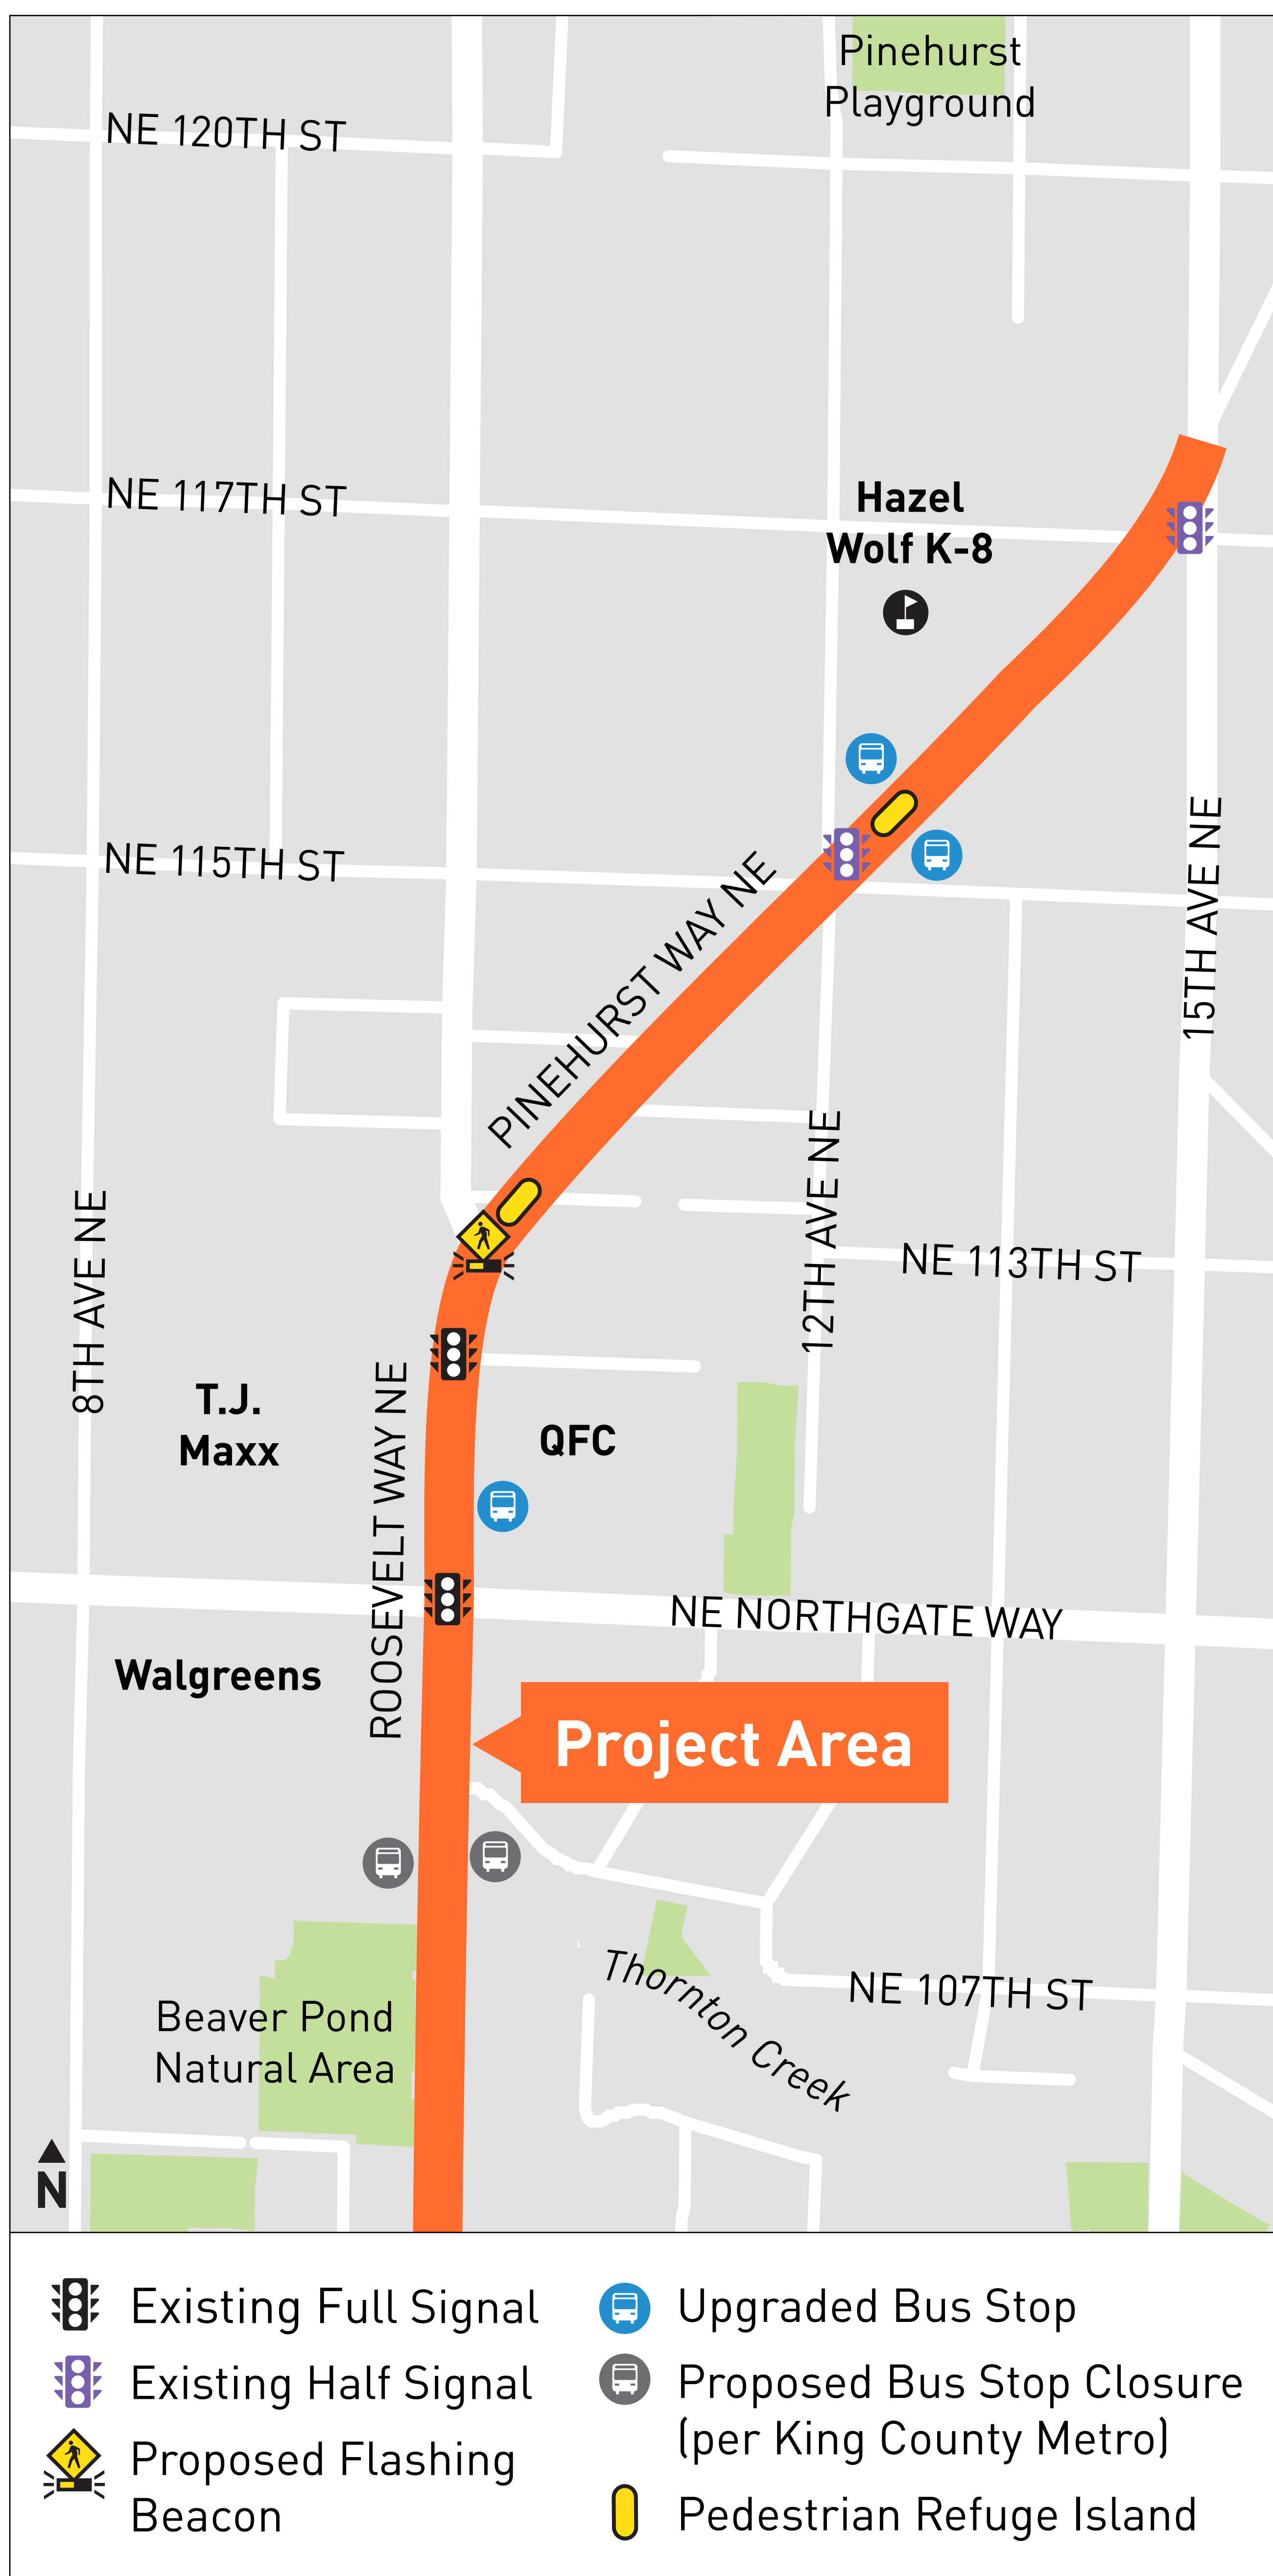 Pinehurst
Playground
NE 120TH ST
NE 117TH ST
Hazel
Wolf K-8
NE 115TH ST
15TH AVE NE
PINEHURST WAY NE
12TH AVE NE
8TH AVE NE
NE 113TH ST
ROOSEVELT WAY NE
T.J.
Maxx
QFC
NE NORTHGATE WAY
Walgreens
Project Area
Thornton Creek
NE 107TH ST
Beaver Pond
Natural Area
N
Existing Full Signal
Existing Half Signal
Proposed Flashing
Beacon
Upgraded Bus Stop
Proposed Bus Stop Closure
(per King County Metro)
Pedestrian Refuge Island